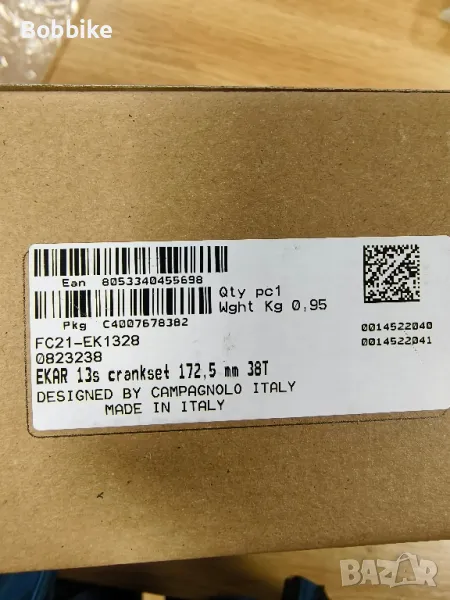 Bobbike
Ean 8053340455698
Qty pc1
Wght Kg 0,95
Pkg C4007678382
FC21-EK1328
0014522040
0823238
0014522041
EKAR 13s crankset 172,5 mm 38T
DESIGNED BY CAMPAGNOLO ITALY
MADE IN ITALY
BAZAR